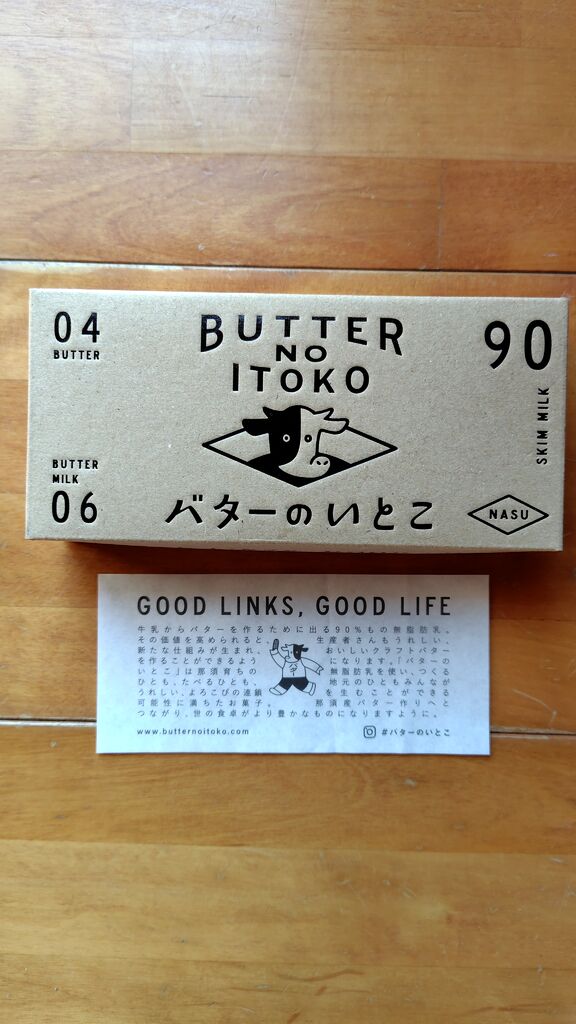 04
BUTTER
BUTTER
NO
ITOKO
90
SKIM MILK
BUTTER
MILK
06
バターのいとこ
NASU
GOOD LINKS, GOOD LIFE
牛乳からバターを作るために出る90%もの無脂肪乳。
その価値を高められると、生産者さんもうれしい、
新たな仕組みが生まれ、おいしいクラフトバター
を作ることができるようになります。「バターの
いとこ」は那須育ちの無脂肪乳を使い、つくる
ひとも、たべるひとも、地元のひともみんなが
うれしい、よろこびの連鎖を生むことができる
可能性に満ちたお菓子。那須産バター作りへと
つながり、世の食卓がより豊かなものになりますように。
www.butternoitoko.com
#バターのいとこ